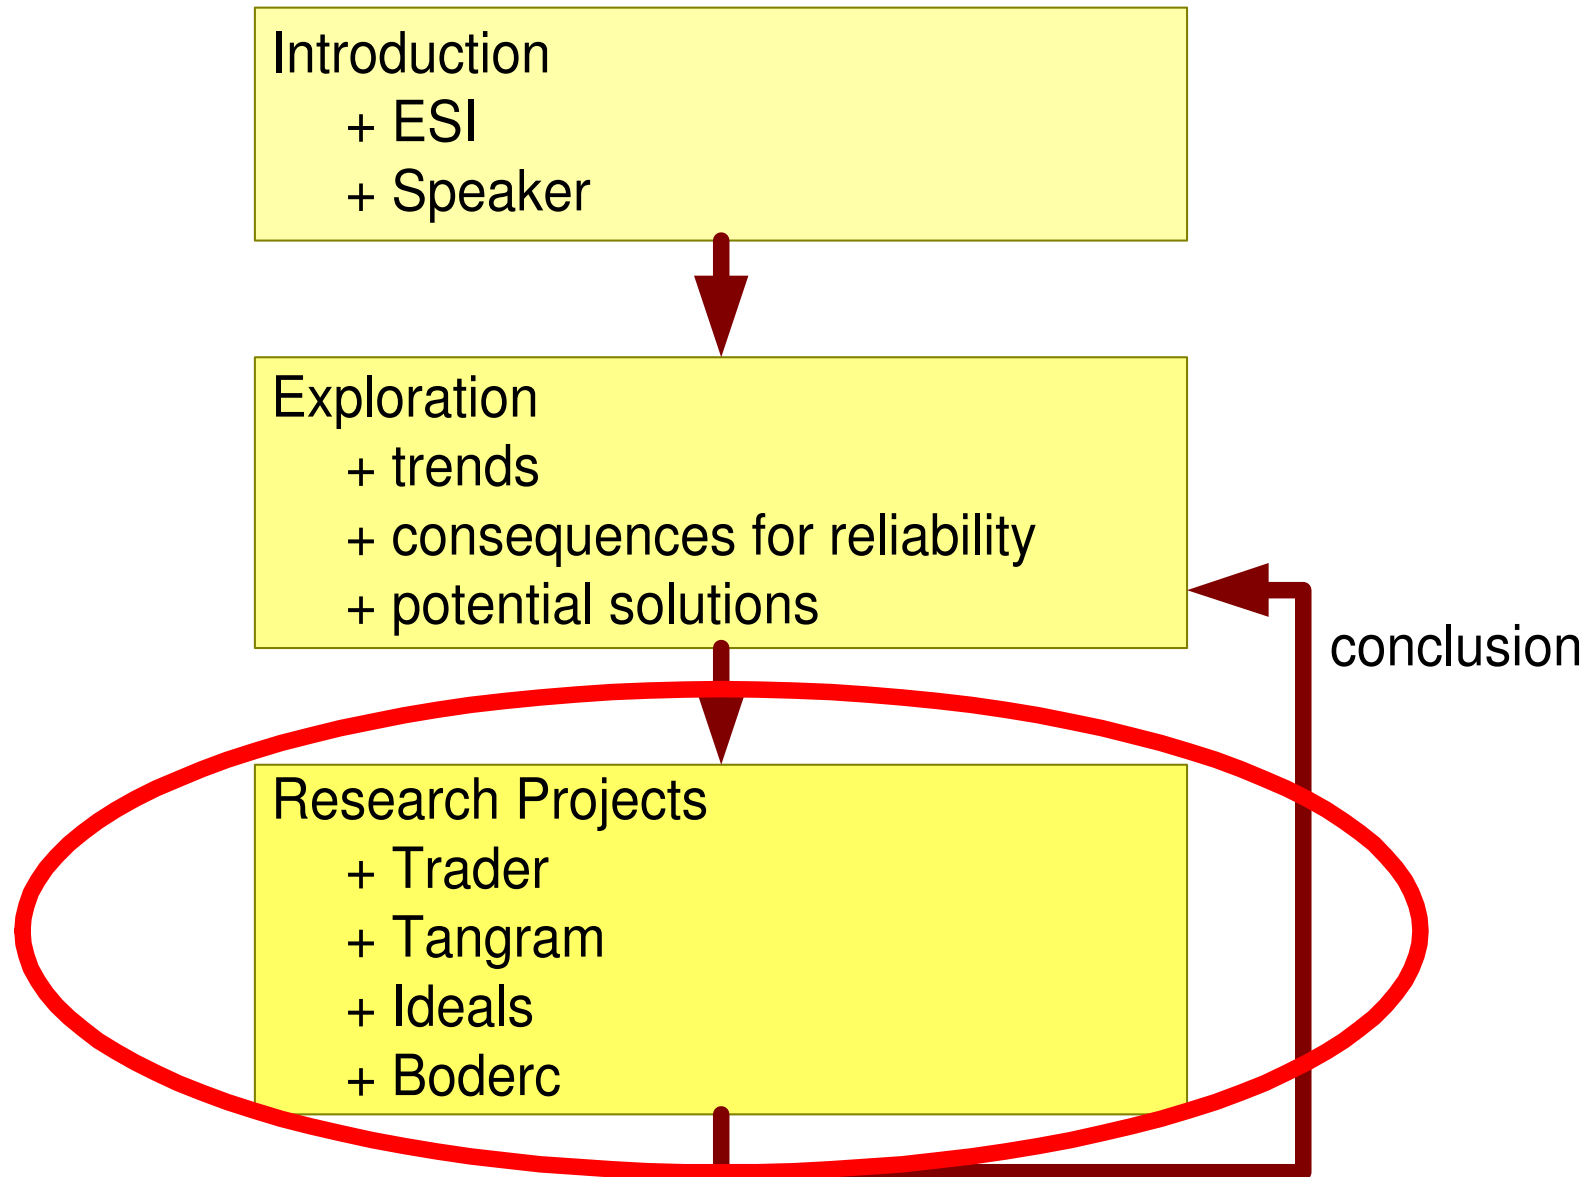 Introduction
+ ESI
+ Speaker
Exploration
+ trends
+ consequences for reliability
+ potential solutions
conclusion
Research Projects
+ Trader
+ Tangram
+ Ideals
+ Boderc